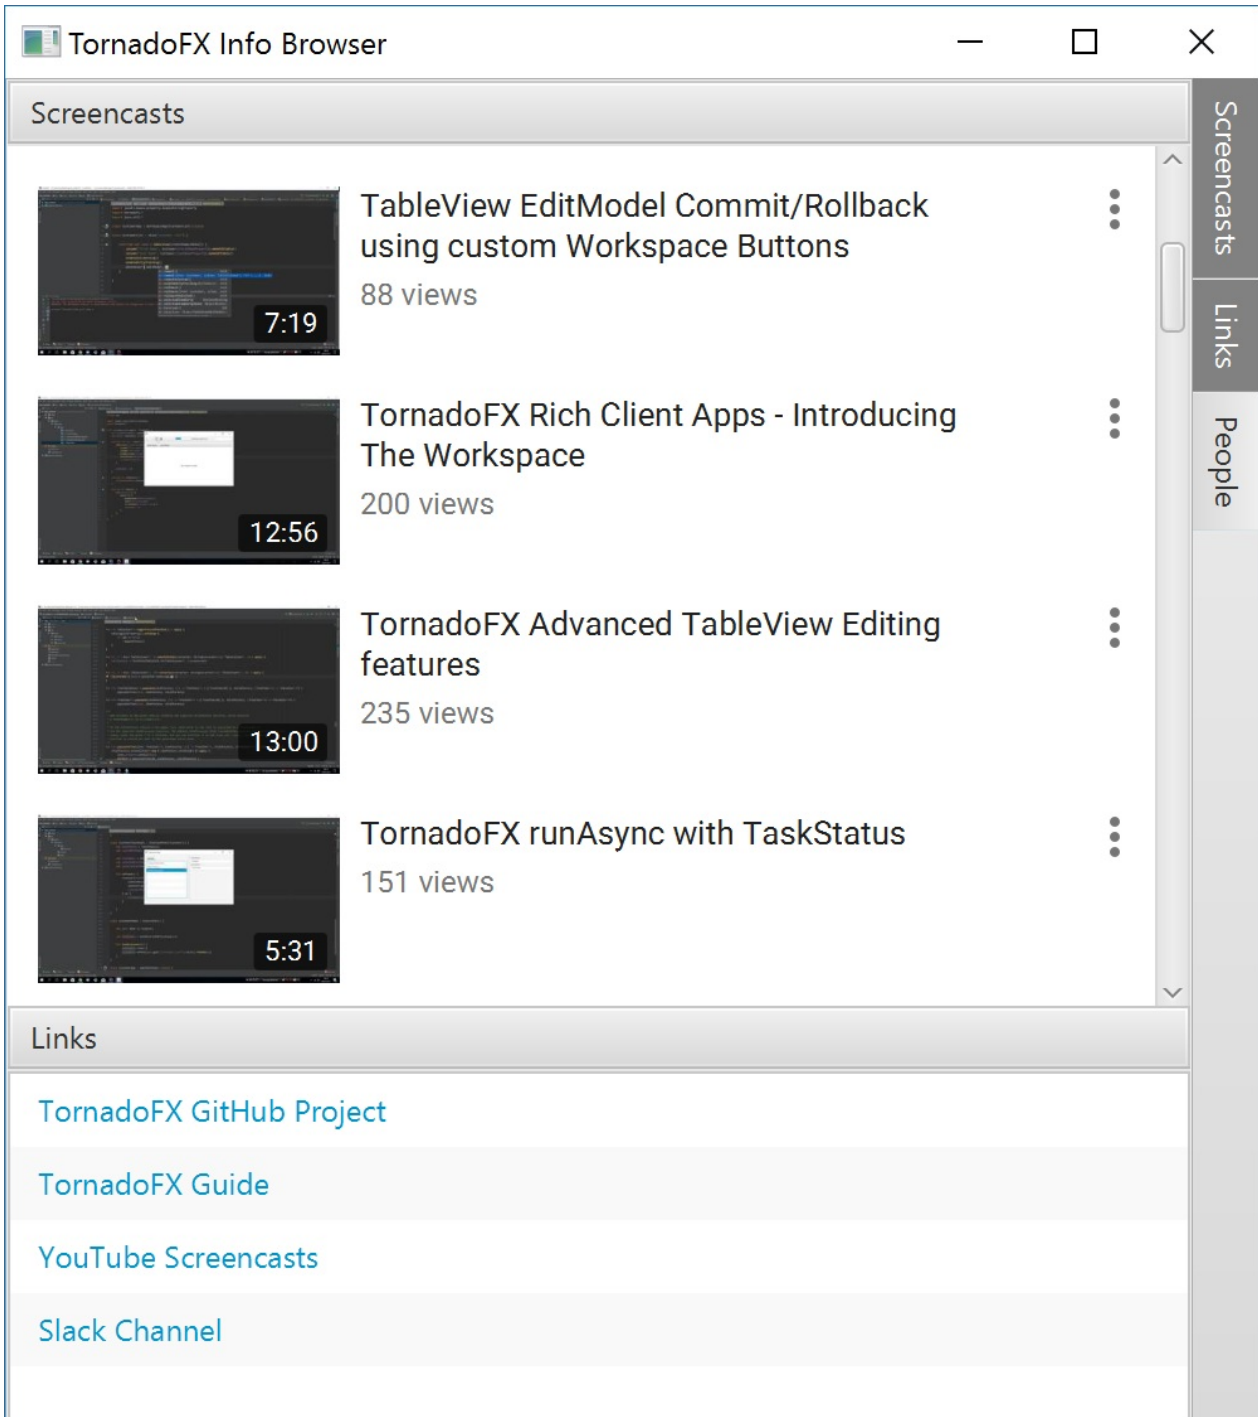 TornadoFX Info Browser
Screencasts
TableView EditModel Commit/Rollback
using custom Workspace Buttons
88 views
7:19
TornadoFX Rich Client Apps - Introducing
The Workspace
200 views
12:56
TornadoFX Advanced TableView Editing
features
235 views
13:00
TornadoFX runAsync with TaskStatus
151 views
5:31
Links
TornadoFX GitHub Project
TornadoFX Guide
YouTube Screencasts
Slack Channel
Screencasts
Links
People